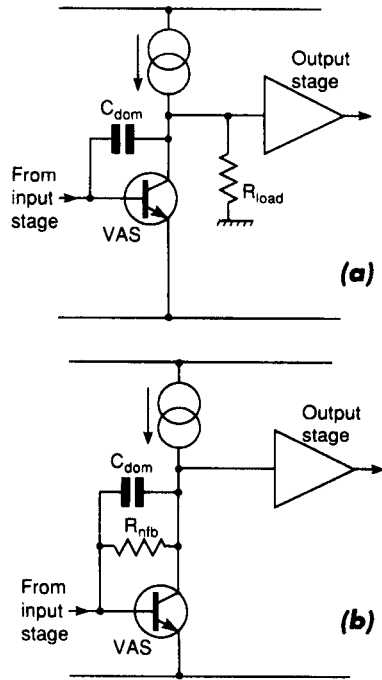 Output
stage
C_dom
From
input
stage
VAS
R_load
(a)
Output
stage
C_dom
R_nfb
From
input
stage
VAS
(b)